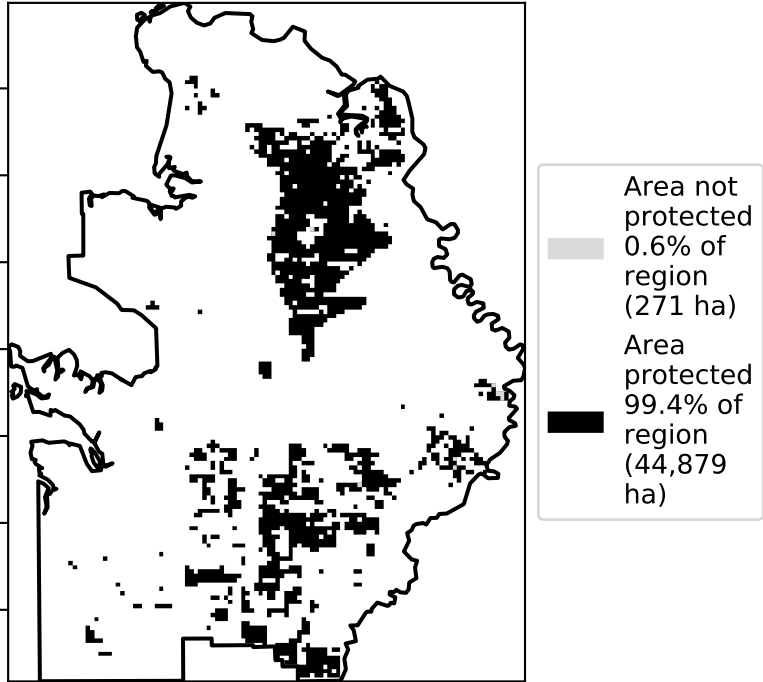 Area not
protected
0.6% of
region
(271 ha)
Area
protected
99.4% of
region
(44,879
ha)